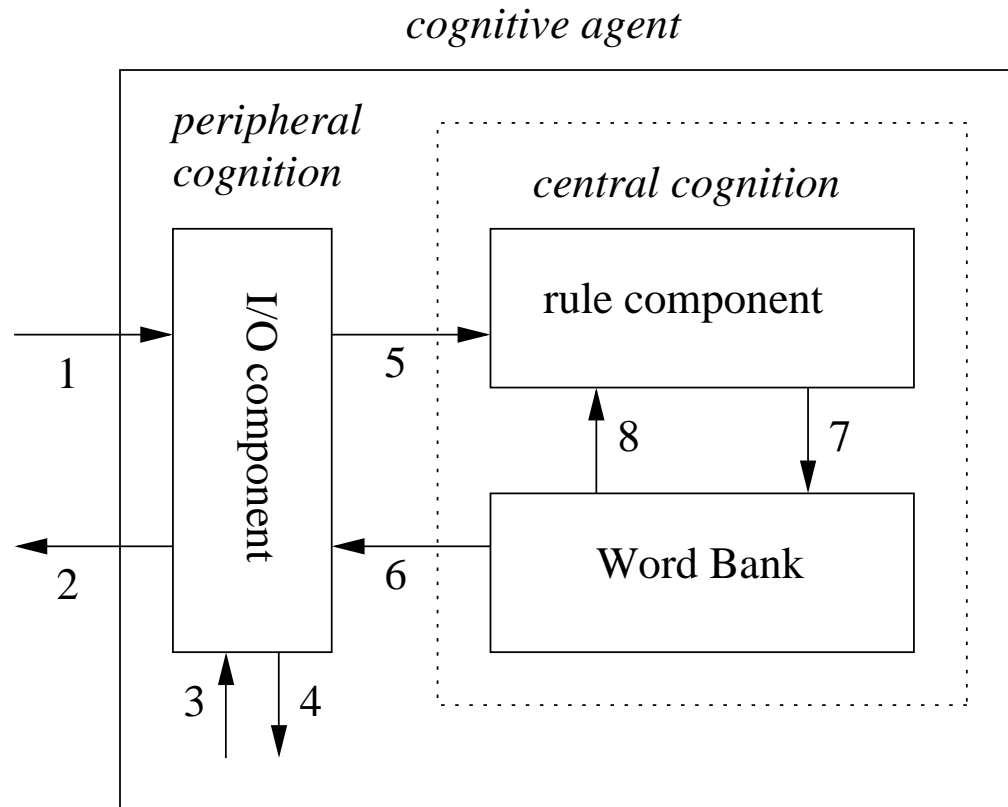 cognitive agent
peripheral
cognition
central cognition
I/O component
rule component
1
5
8
7
2
6
Word Bank
3
4